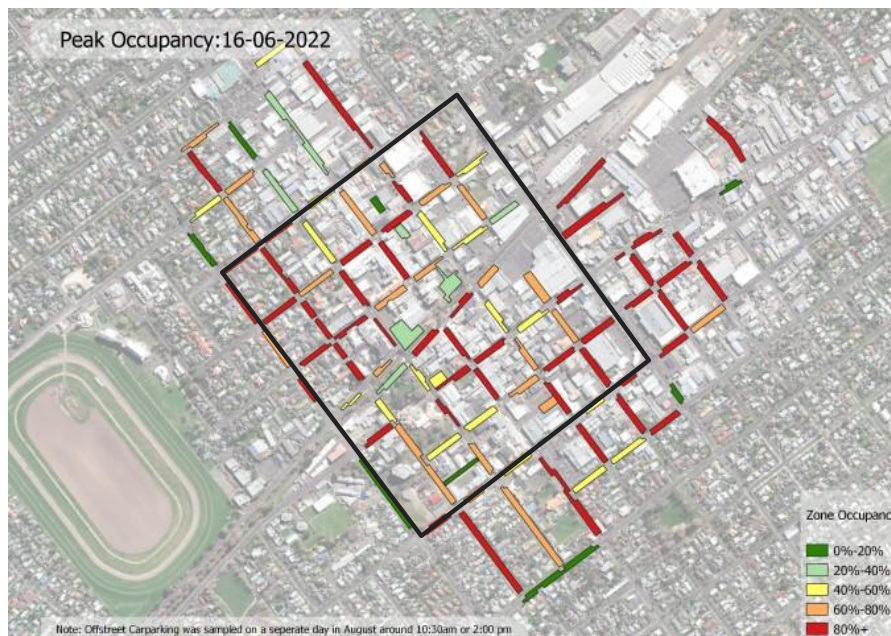 Peak Occupancy:16-06-2022
Zone Occupanc
0%-20%
20%-40%
40%-60%
60%-80%
80%+
Note: Offstreet Carparking was sampled on a seperate day in August around 10:30am or 2:00 pm